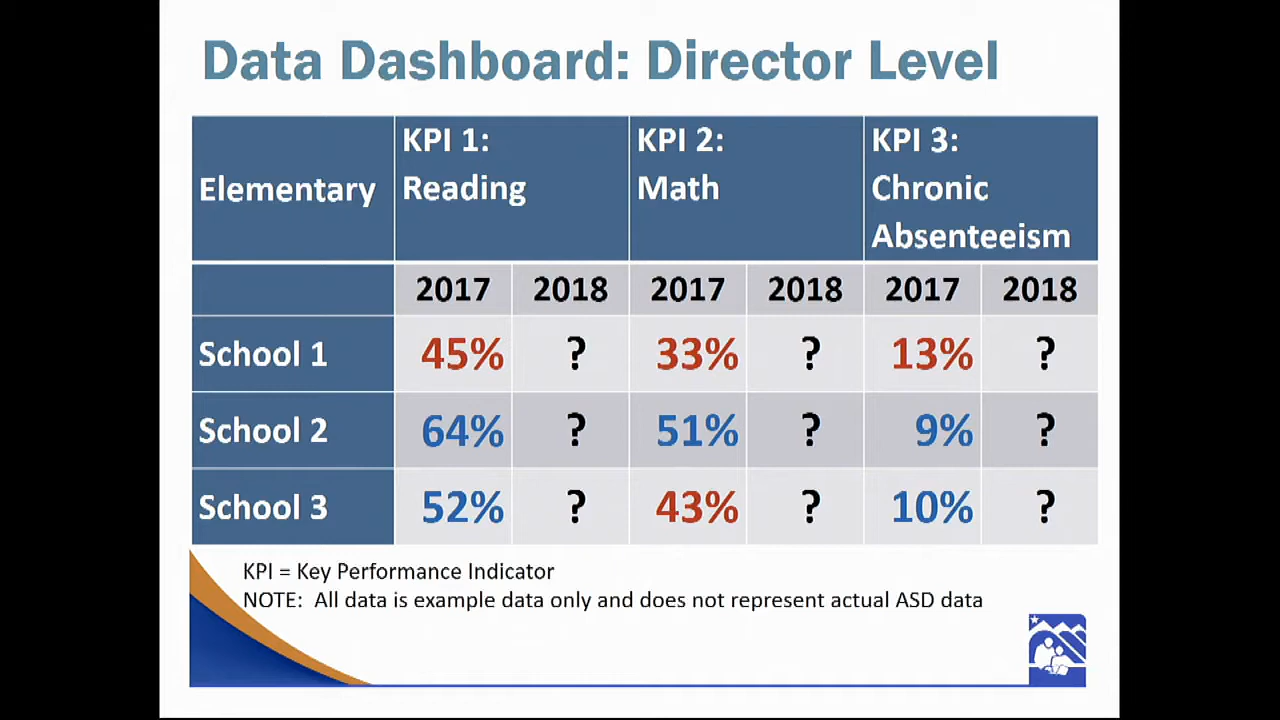 Data Dashboard: Director Level
Elementary
KPI 1:
Reading
KPI 2:
Math
KPI 3:
Chronic
Absenteeism
2017 2018 2017 2018 2017 2018
School 1 45% ? 33% ? 13% ?
School 2 64% ? 51% ? 9% ?
School 3 52% ? 43% ? 10% ?
KPI = Key Performance Indicator
NOTE: All data is example data only and does not represent actual ASD data